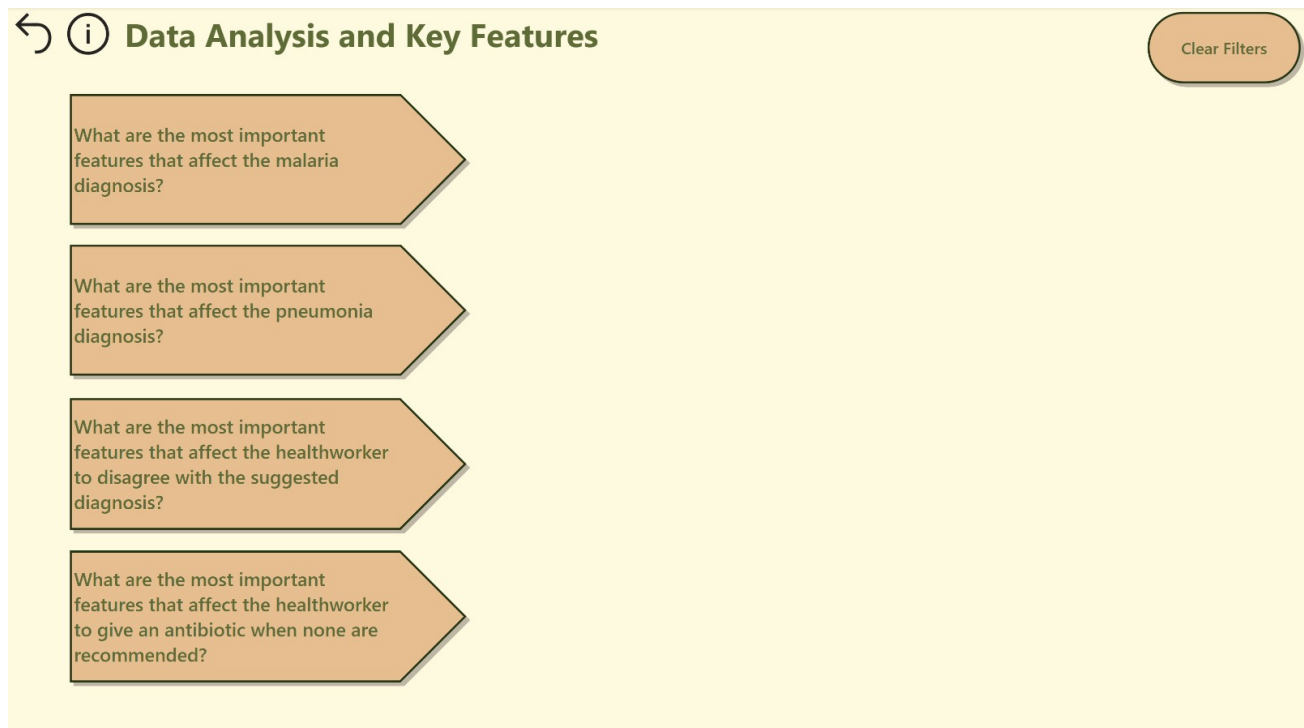 Data Analysis and Key Features
Clear Filters
What are the most important
features that affect the malaria
diagnosis?
What are the most important
features that affect the pneumonia
diagnosis?
What are the most important
features that affect the healthworker
to disagree with the suggested
diagnosis?
What are the most important
features that affect the healthworker
to give an antibiotic when none are
recommended?